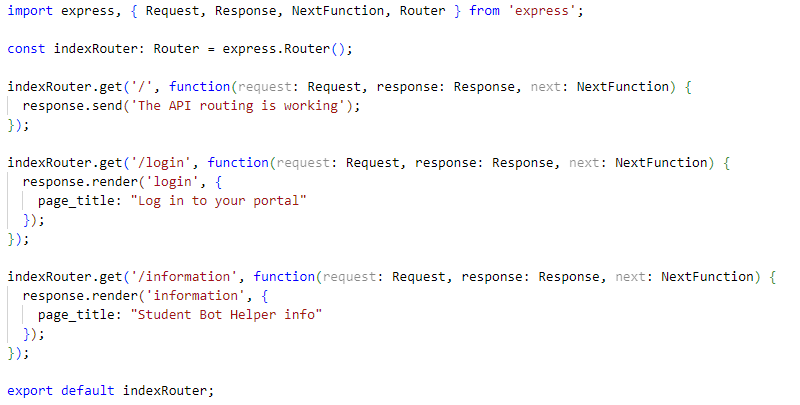 import express, { Request, Response, NextFunction, Router } from 'express';
const indexRouter: Router = express.Router();
indexRouter.get('/', function(request: Request, response: Response, next: NextFunction) {
response.send('The API routing is working');
});
indexRouter.get('/login', function(request: Request, response: Response, next: NextFunction) {
response.render('login', {
page_title: "Log in to your portal"
});
});
indexRouter.get('/information', function(request: Request, response: Response, next: NextFunction) {
response.render('information', {
page_title: "Student Bot Helper info"
});
});
export default indexRouter;